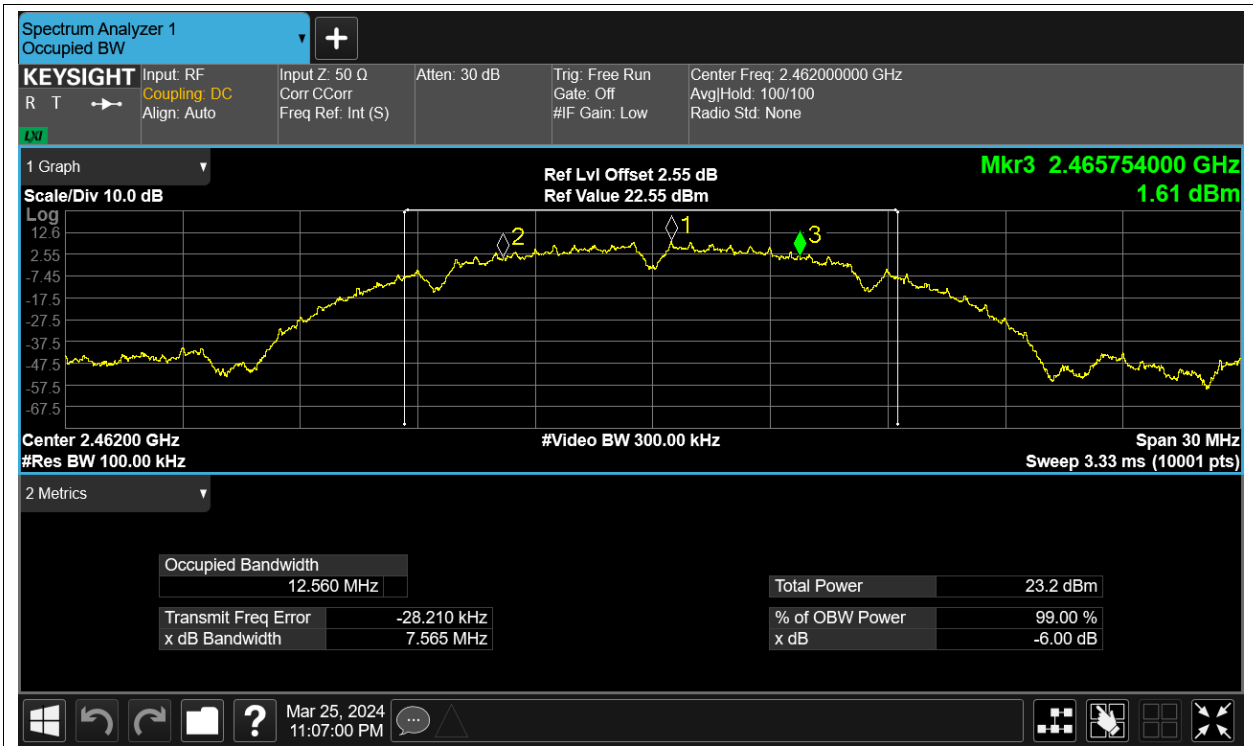 Spectrum Analyzer 1
Occupied BW
KEYSIGHT
R T
LXI
Input: RF
Coupling: DC
Align: Auto
Input Z: 50 Ω
Corr CCorr
Freq Ref: Int (S)
Atten: 30 dB
Trig: Free Run
Gate: Off
#IF Gain: Low
Center Freq: 2.462000000 GHz
Avg|Hold: 100/100
Radio Std: None
1 Graph
Scale/Div 10.0 dB
Ref Lvl Offset 2.55 dB
Ref Value 22.55 dBm
Mkr3 2.465754000 GHz
1.61 dBm
Log
12.6
2.55
-7.45
-17.5
-27.5
-37.5
-47.5
-57.5
-67.5
2
1
3
Center 2.46200 GHz
#Res BW 100.00 kHz
#Video BW 300.00 kHz
Span 30 MHz
Sweep 3.33 ms (10001 pts)
2 Metrics
Occupied Bandwidth
12.560 MHz
Transmit Freq Error -28.210 kHz
x dB Bandwidth 7.565 MHz
Total Power 23.2 dBm
% of OBW Power 99.00 %
x dB -6.00 dB
?
Mar 25, 2024
11:07:00 PM